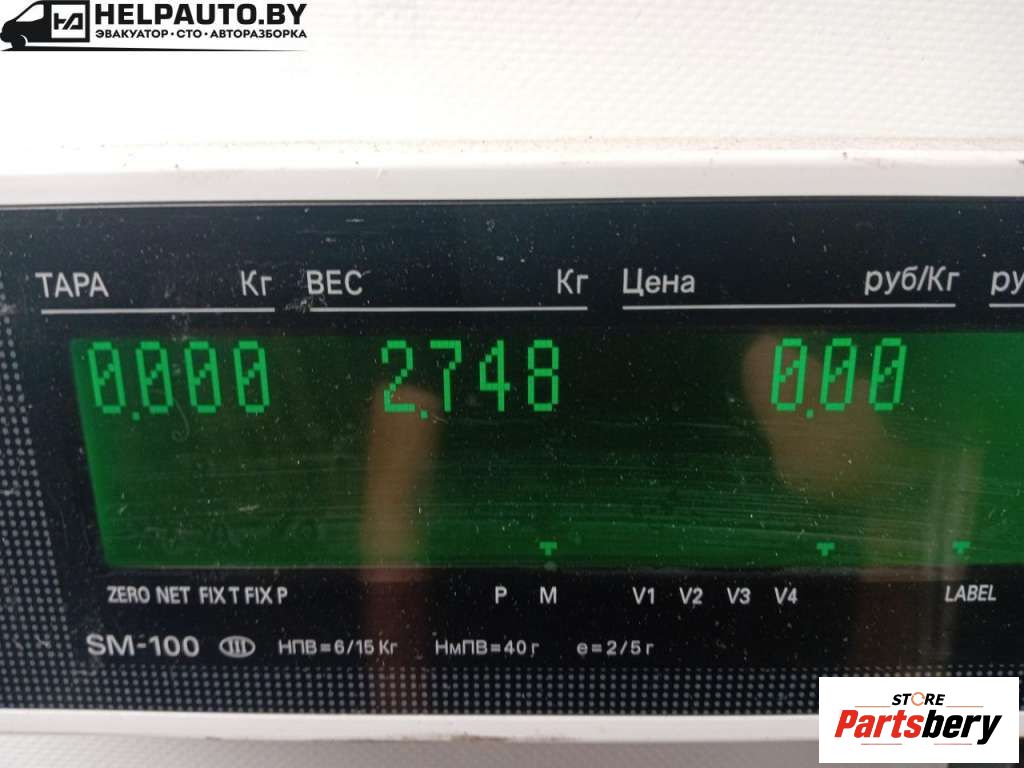 HELPAUTO.BY
ЭВАКУАТОР · СТО · АВТОРАЗБОРКА
ТАРА Кг ВЕС Кг Цена руб/Кг ру
0.000 2.748 0.00
ZERO NET FIX T FIX P P M V1 V2 V3 V4 LABEL
SM-100 III НПВ=6/15 Кг НмПВ=40 г e=2/5 г
STORE
Partsbery